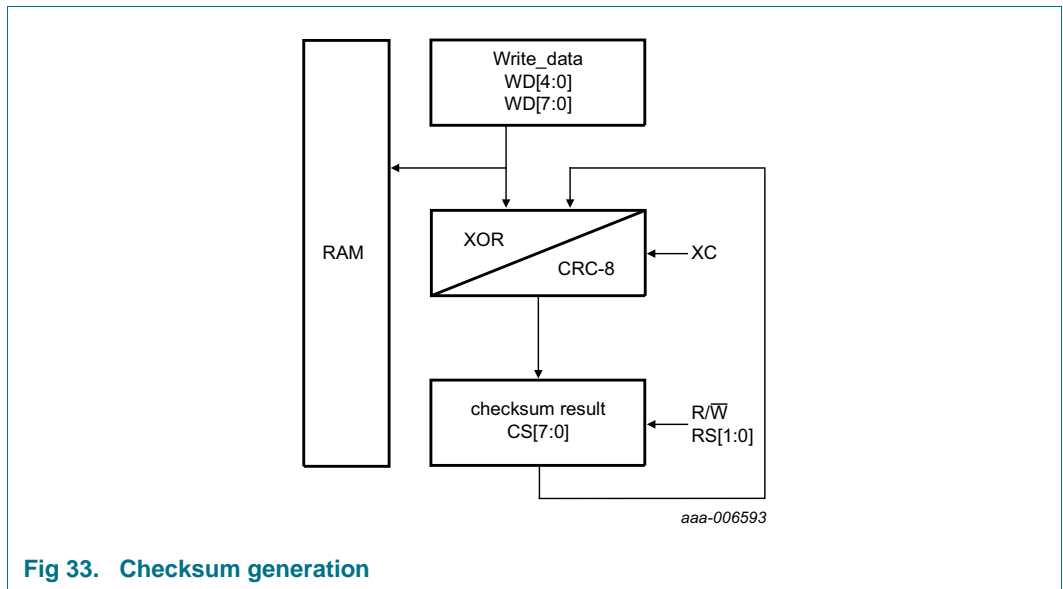 Write_data
WD[4:0]
WD[7:0]
RAM
XOR
CRC-8
XC
checksum result
CS[7:0]
R/W̅
RS[1:0]
aaa-006593
Fig 33. Checksum generation